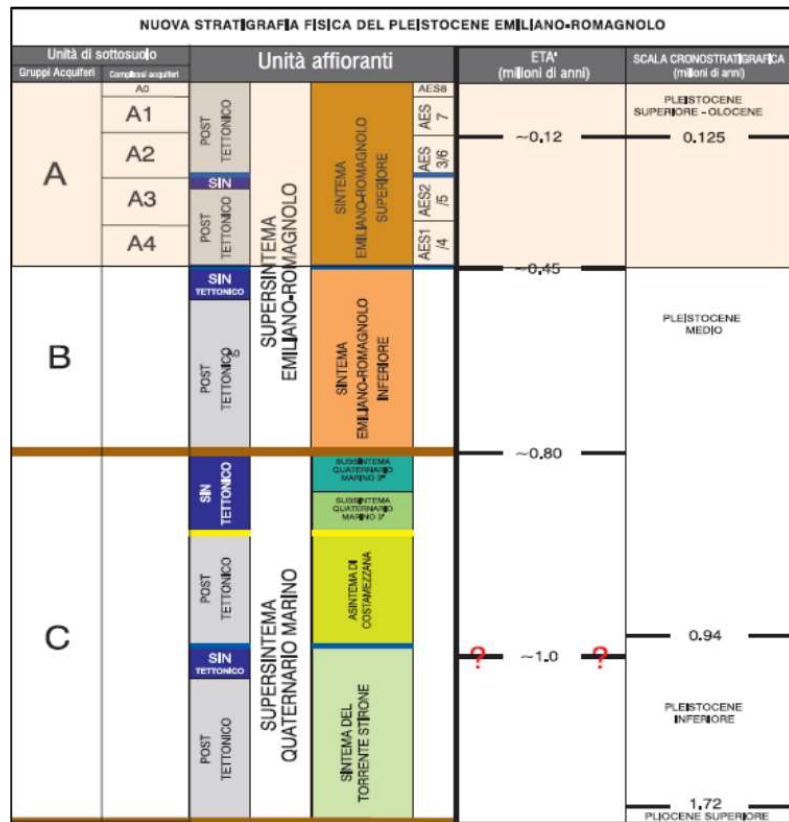 NUOVA STRATIGRAFIA FISICA DEL PLEISTOCENE EMILIANO-ROMAGNOLO
Unità di sottosuolo
Gruppi Acquiferi
Complessi acquiferi
Unità affioranti
ETA'
(milioni di anni)
SCALA CRONOSTRATIGRAFICA
(milioni di anni)
A
A0
A1
A2
A3
A4
POST
TETTONICO
SIN
POST
TETTONICO
SUPERSINTEMA
EMILIANO-ROMAGNOLO
SINTEMA
EMILIANO-ROMAGNOLO
SUPERIORE
AES8
AES
7
AES
3/6
AES2
/5
AES1
/4
~0.12
PLEISTOCENE
SUPERIORE - OLOCENE
0.125
~0.45
B
SIN
TETTONICO
POST
TETTONICO
A0
SINTEMA
EMILIANO-ROMAGNOLO
INFERIORE
PLEISTOCENE
MEDIO
~0.80
C
SIN
TETTONICO
POST
TETTONICO
SIN
TETTONICO
POST
TETTONICO
SUPERSINTEMA
QUATERNARIO MARINO
SUBSINTEMA
QUATERNARIO
MARINO
SUBSINTEMA
QUATERNARIO
MARINO
ASINTEMA DI
COSTAMEZZANA
SINTEMA DEL
TORRENTE STIRONE
0.94
? ~1.0 ?
PLEISTOCENE
INFERIORE
1.72
PLIOCENE SUPERIORE